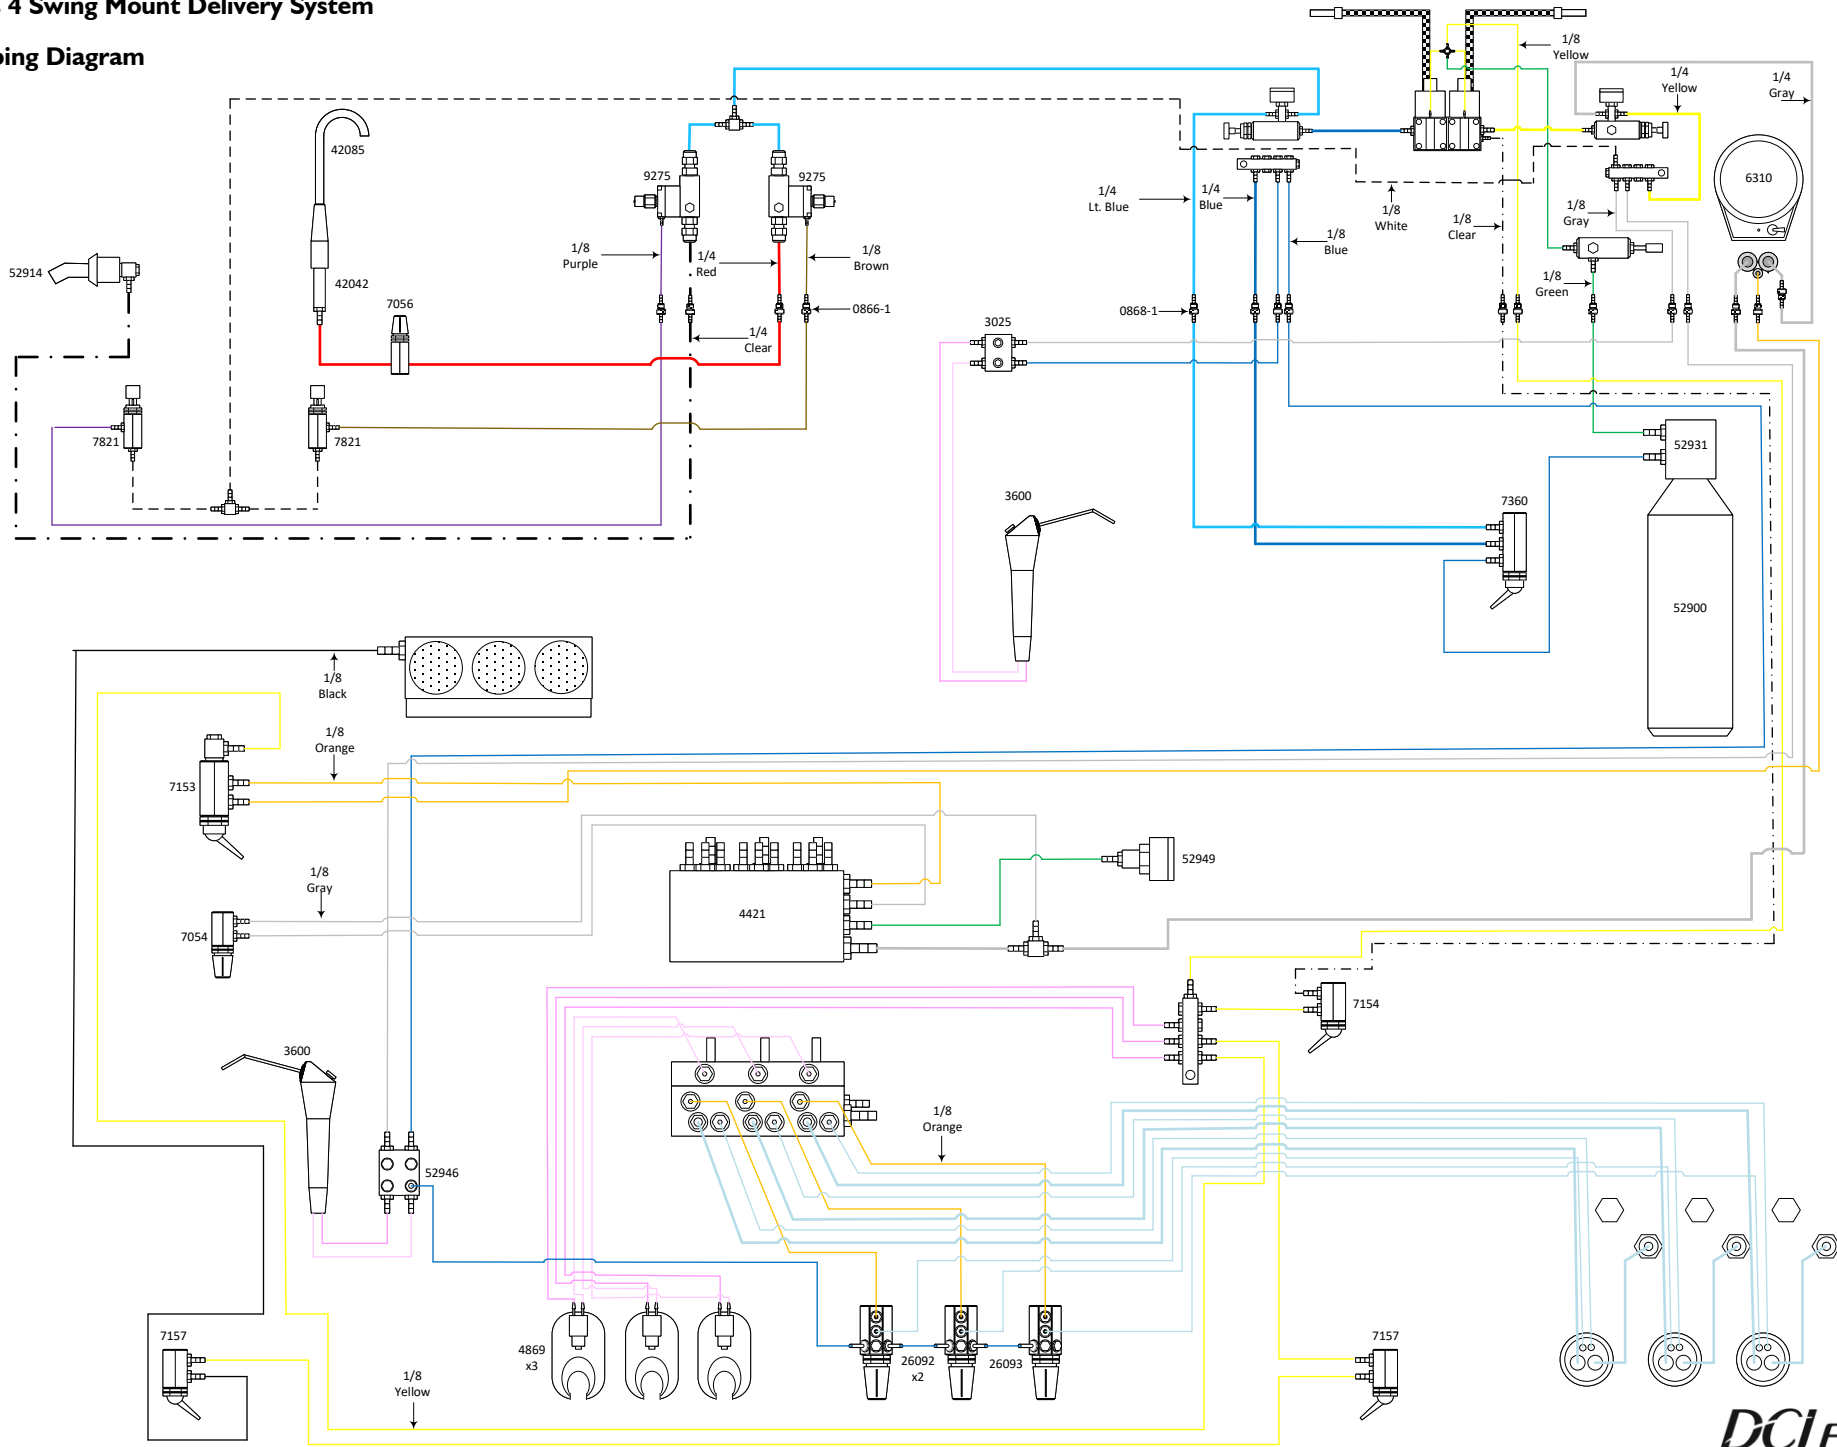 4 Swing Mount Delivery System
ing Diagram
1/8
Yellow
1/4
Yellow
1/4
Gray
42085
9275
9275
6310
1/4
Lt. Blue
1/4
Blue
1/8
White
1/8
Gray
1/8
Clear
1/8
Blue
1/8
Purple
1/4
Red
1/8
Brown
52914
42042
1/8
Green
7056
0866-1
0868-1
3025
1/4
Clear
7821
7821
52931
3600
7360
52900
1/8
Black
1/8
Orange
7153
52949
1/8
Gray
4421
7054
7154
3600
1/8
Orange
52946
7157
4869
x3
26092
x2
26093
7157
1/8
Yellow
DCI